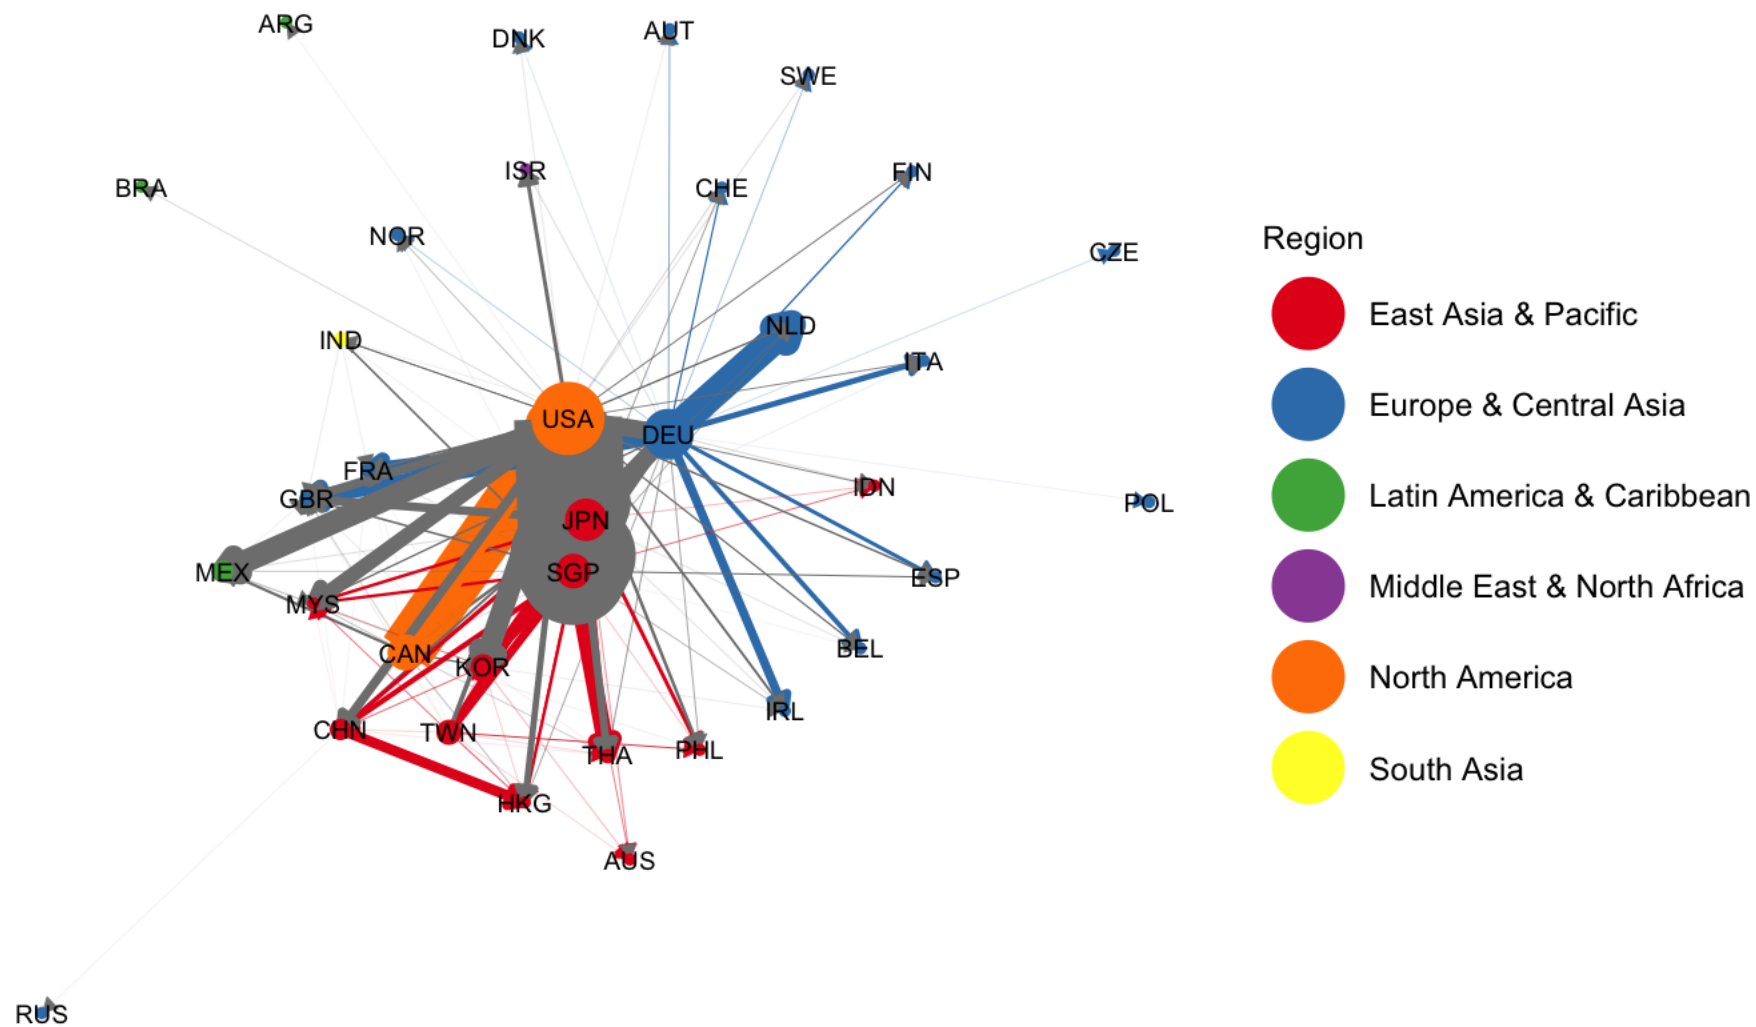 ARG
DNK
AUT
SWE
ISR
FIN
BRA
CHE
NOR
CZE
NLD
IND
ITA
USA
DEU
FRA
IDN
GBR
POL
JPN
MEX
SGP
ESP
MYS
BEL
CAN
KOR
IRL
CHN
TWN
PHL
THA
HKG
AUS
RUS
Region
East Asia & Pacific
Europe & Central Asia
Latin America & Caribbean
Middle East & North Africa
North America
South Asia